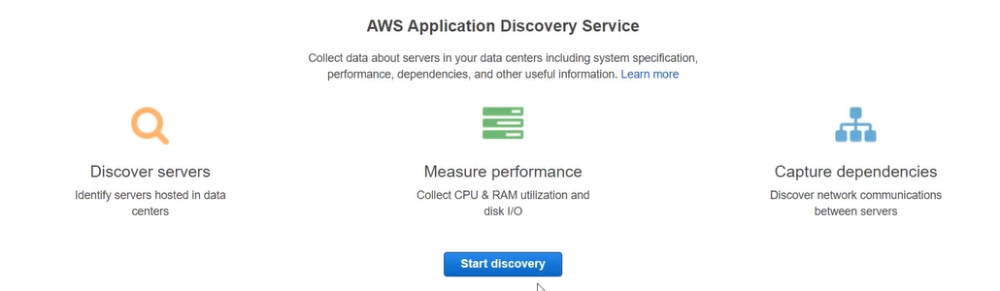 AWS Application Discovery Service
Collect data about servers in your data centers including system specification,
performance, dependencies, and other useful information. Learn more
Discover servers
Identify servers hosted in data
centers
Measure performance
Collect CPU & RAM utilization and
disk I/O
Capture dependencies
Discover network communications
between servers
Start discovery